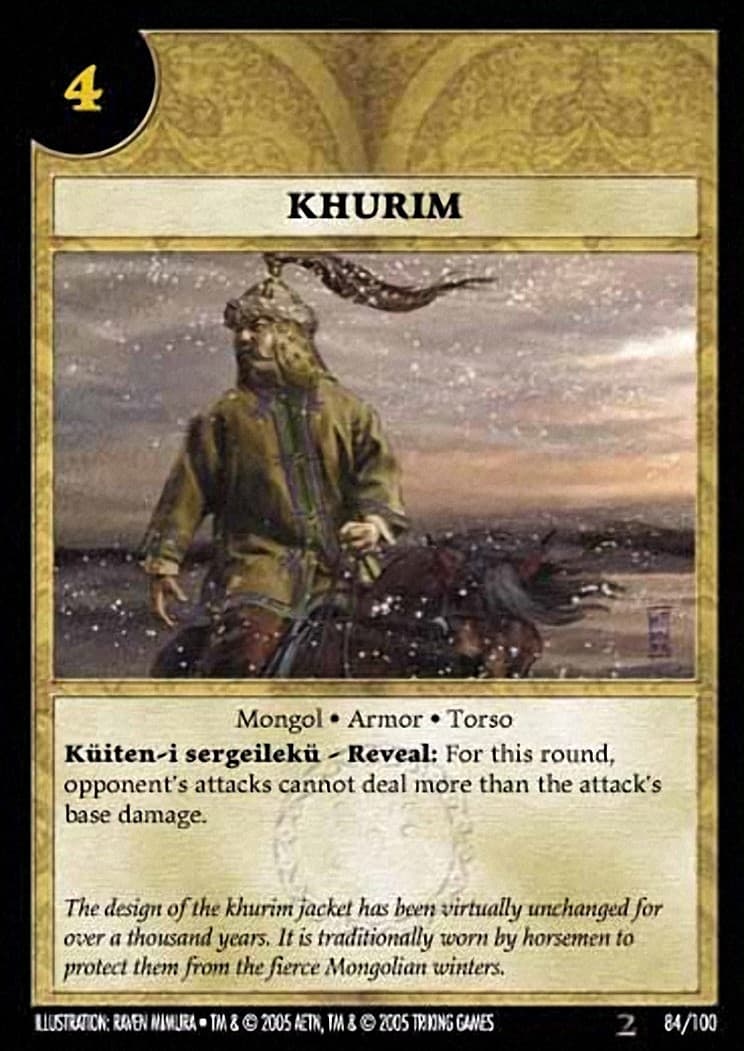 4
KHURIM
Mongol • Armor • Torso
Küiten-i sergeilekü - Reveal: For this round,
opponent's attacks cannot deal more than the attack's
base damage.
The design of the khurim jacket has been virtually unchanged for
over a thousand years. It is traditionally worn by horsemen to
protect them from the fierce Mongolian winters.
ILLUSTRATION: RAVEN MIMURA • TM & © 2005 AETN, TM & © 2005 TRIKING GAMES
2 84/100